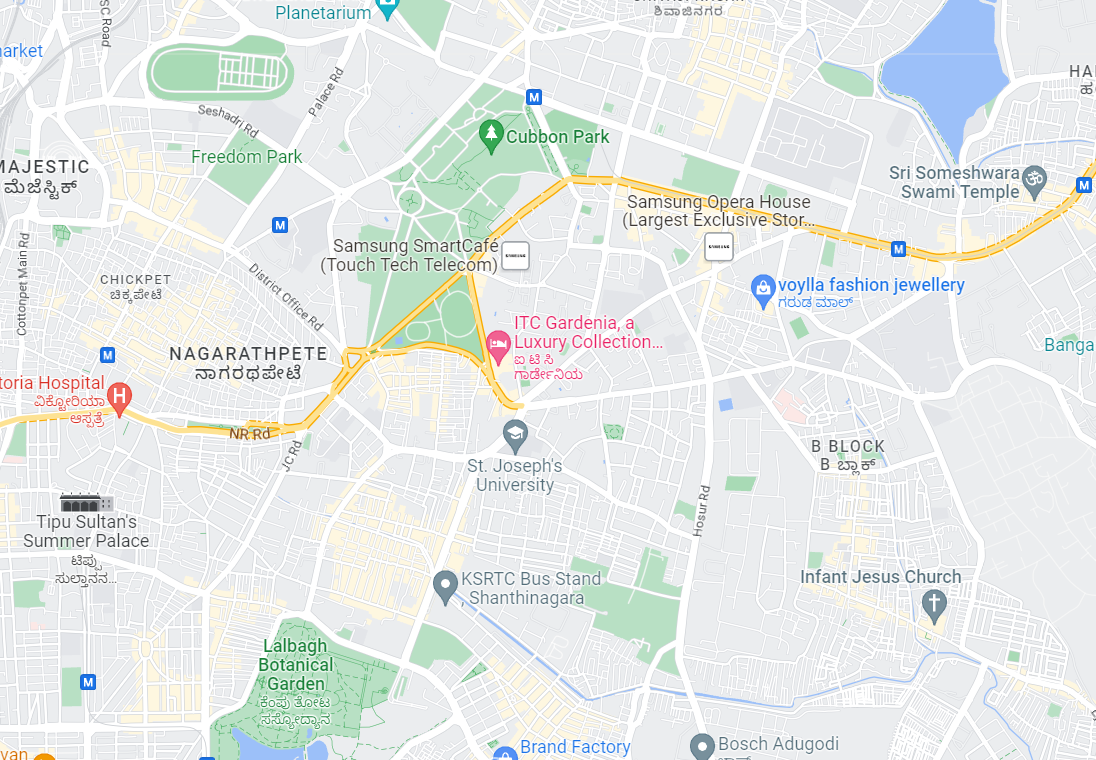 SC Road
Planetarium
ಶಿವಾಜಿನಗರ
arket
Palace Rd
Seshadri Rd
M
Cubbon Park
Freedom Park
MAJESTIC
ಮೆಜೆಸ್ಟಿಕ್
HA
Sri Someshwara
Swami Temple
M
Samsung Opera House
(Largest Exclusive Stor...
SAMSUNG
M
M
Samsung SmartCafé
(Touch Tech Telecom)
SAMSUNG
Cottonpet Main Rd
CHICKPET
ಚಿಕ್ಕಪೇಟೆ
District Office Rd
voylla fashion jewellery
ಗರುಡ ಮಾಲ್
ITC Gardenia, a
Luxury Collection...
ಐ ಟಿ ಸಿ
ಗಾರ್ಡೇನಿಯ
Banga
M
NAGARATHPETE
ನಾಗರಥಪೇಟೆ
toria Hospital
ವಿಕ್ಟೋರಿಯಾ
ಆಸ್ಪತ್ರೆ
H
NR Rd
JC Rd
St. Joseph's
University
B BLOCK
B ಬ್ಲಾಕ್
Hosur Rd
Tipu Sultan's
Summer Palace
ಟಿಪ್ಪು
ಸುಲ್ತಾನನ...
KSRTC Bus Stand
Shanthinagara
Infant Jesus Church
Lalbagh
Botanical
Garden
ಕೆಂಪು ತೋಟ
ಸಸ್ಯೋದ್ಯಾನ
M
Brand Factory
Bosch Adugodi
van